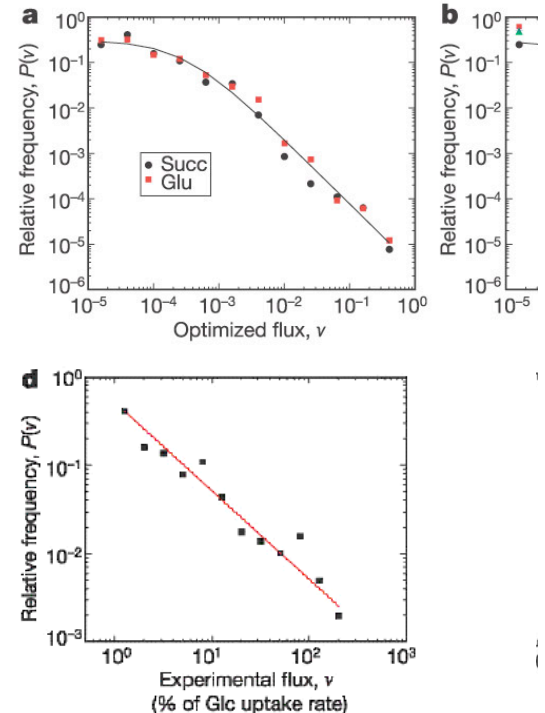 a
Relative frequency, P(v)
10^0
10^-1
10^-2
10^-3
10^-4
10^-5
10^-6
Succ
Glu
10^-5 10^-4 10^-3 10^-2 10^-1 10^0
Optimized flux, v
b
Relative frequency, P(v)
10^0
10^-1
10^-2
10^-3
10^-4
10^-5
10^-6
10^-5
d.
Relative frequency, P(v)
10^0
10^-1
10^-2
10^-3
10^0 10^1 10^2 10^3
Experimental flux, v
(% of Glc uptake rate)